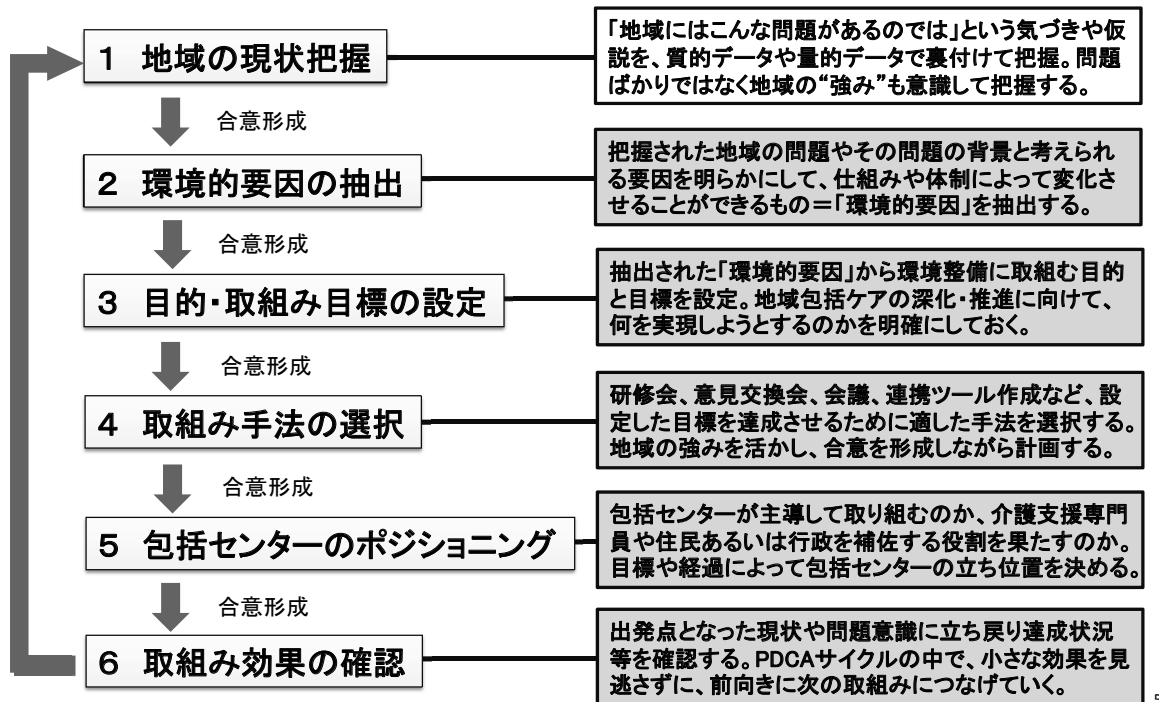 1 地域の現状把握
「地域にはこんな問題があるのでは」という気づきや仮
説を、質的データや量的データで裏付けて把握。問題
ばかりではなく地域の“強み”も意識して把握する。
合意形成
2 環境的要因の抽出
把握された地域の問題やその問題の背景と考えられ
る要因を明らかにして、仕組みや体制によって変化さ
せることができるもの＝「環境的要因」を抽出する。
合意形成
3 目的・取組み目標の設定
抽出された「環境的要因」から環境整備に取組む目的
と目標を設定。地域包括ケアの深化・推進に向けて、
何を実現しようとするのかを明確にしておく。
合意形成
4 取組み手法の選択
研修会、意見交換会、会議、連携ツール作成など、設
定した目標を達成させるために適した手法を選択する。
地域の強みを活かし、合意を形成しながら計画する。
合意形成
5 包括センターのポジショニング
包括センターが主導して取り組むのか、介護支援専門
員や住民あるいは行政を補佐する役割を果たすのか。
目標や経過によって包括センターの立ち位置を決める。
合意形成
6 取組み効果の確認
出発点となった現状や問題意識に立ち戻り達成状況
等を確認する。PDCAサイクルの中で、小さな効果を見
逃さずに、前向きに次の取組みにつなげていく。